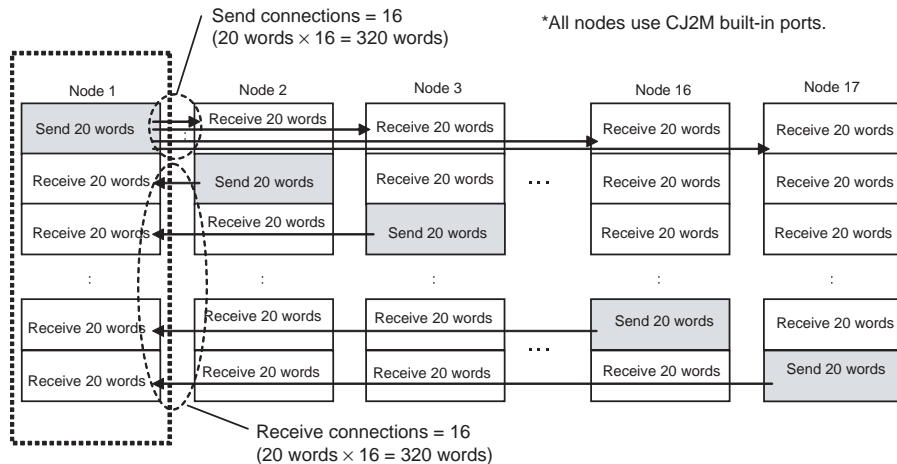 Send connections = 16
(20 words × 16 = 320 words)
*All nodes use CJ2M built-in ports.
Node 1
Node 2
Node 3
Node 16
Node 17
Send 20 words
Receive 20 words
Receive 20 words
Receive 20 words
Receive 20 words
Receive 20 words
Send 20 words
Receive 20 words
...
Receive 20 words
Receive 20 words
Receive 20 words
Receive 20 words
Send 20 words
Receive 20 words
Receive 20 words
:
:
:
:
:
Receive 20 words
Receive 20 words
Receive 20 words
Send 20 words
Receive 20 words
...
Receive 20 words
Receive 20 words
Receive 20 words
Receive 20 words
Send 20 words
Receive connections = 16
(20 words × 16 = 320 words)